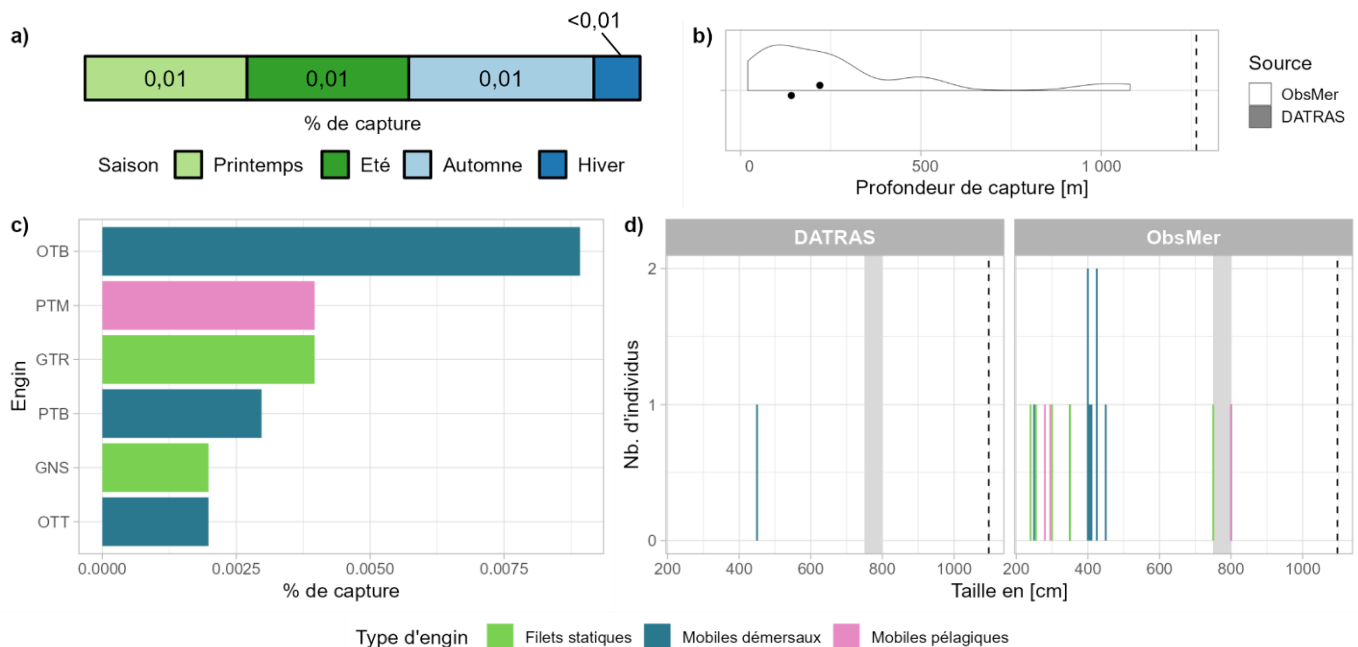 a)
<0,01
0,01 0,01 0,01
% de capture
Saison Printemps Eté Automne Hiver
b)
0 500 1 000
Profondeur de capture [m]
Source
ObsMer
DATRAS
c)
Engin
OTB
PTM
GTR
PTB
GNS
OTT
0.0000 0.0025 0.0050 0.0075
% de capture
d)
DATRAS ObsMer
Nb. d'individus
2
1
0
200 400 600 800 1000 200 400 600 800 1000
Taille en [cm]
Type d'engin Filets statiques Mobiles démersaux Mobiles pélagiques